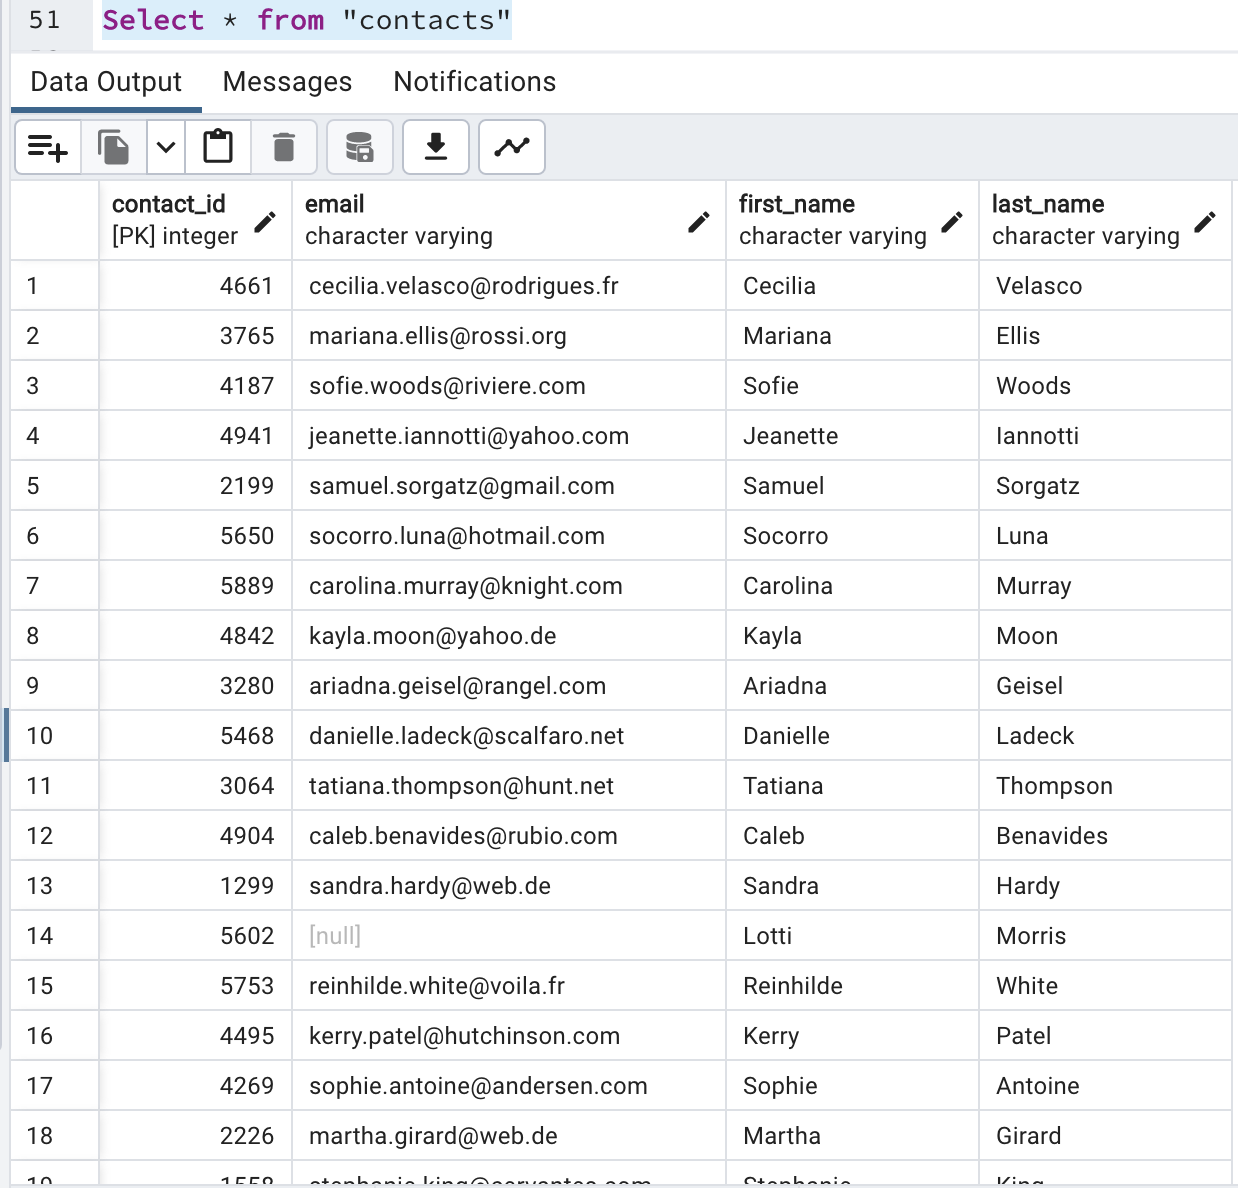 51 Select * from "contacts"
Data Output Messages Notifications
contact_id email first_name last_name
[PK] integer character varying character varying character varying
1 4661 cecilia.velasco@rodrigues.fr Cecilia Velasco
2 3765 mariana.ellis@rossi.org Mariana Ellis
3 4187 sofie.woods@riviere.com Sofie Woods
4 4941 jeanette.iannotti@yahoo.com Jeanette Iannotti
5 2199 samuel.sorgatz@gmail.com Samuel Sorgatz
6 5650 socorro.luna@hotmail.com Socorro Luna
7 5889 carolina.murray@knight.com Carolina Murray
8 4842 kayla.moon@yahoo.de Kayla Moon
9 3280 ariadna.geisel@rangel.com Ariadna Geisel
10 5468 danielle.ladeck@scalfaro.net Danielle Ladeck
11 3064 tatiana.thompson@hunt.net Tatiana Thompson
12 4904 caleb.benavides@rubio.com Caleb Benavides
13 1299 sandra.hardy@web.de Sandra Hardy
14 5602 [null] Lotti Morris
15 5753 reinhilde.white@voila.fr Reinhilde White
16 4495 kerry.patel@hutchinson.com Kerry Patel
17 4269 sophie.antoine@andersen.com Sophie Antoine
18 2226 martha.girard@web.de Martha Girard
19 1558 stephanie.king@cervantes.com Stephanie King